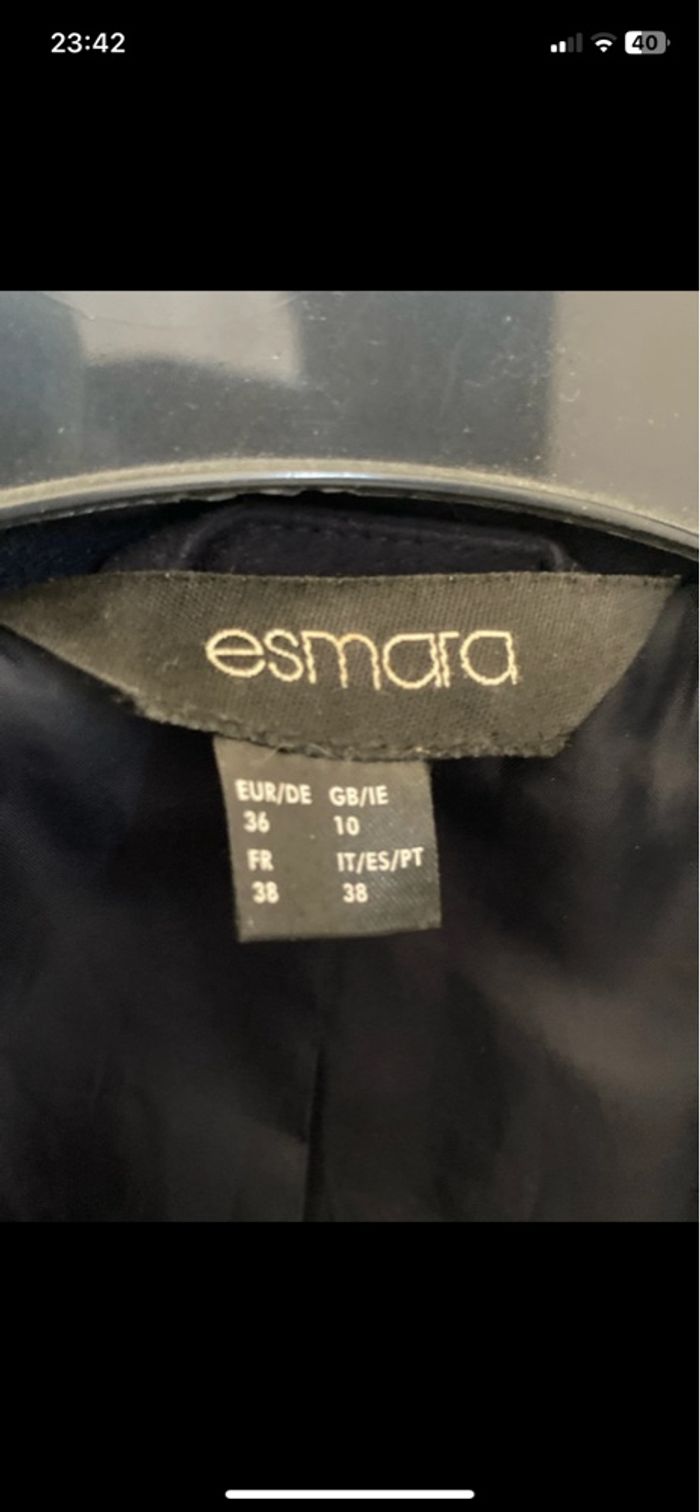 23:42
40
esmara
EUR/DE GB/IE
36 10
FR IT/ES/PT
38 38